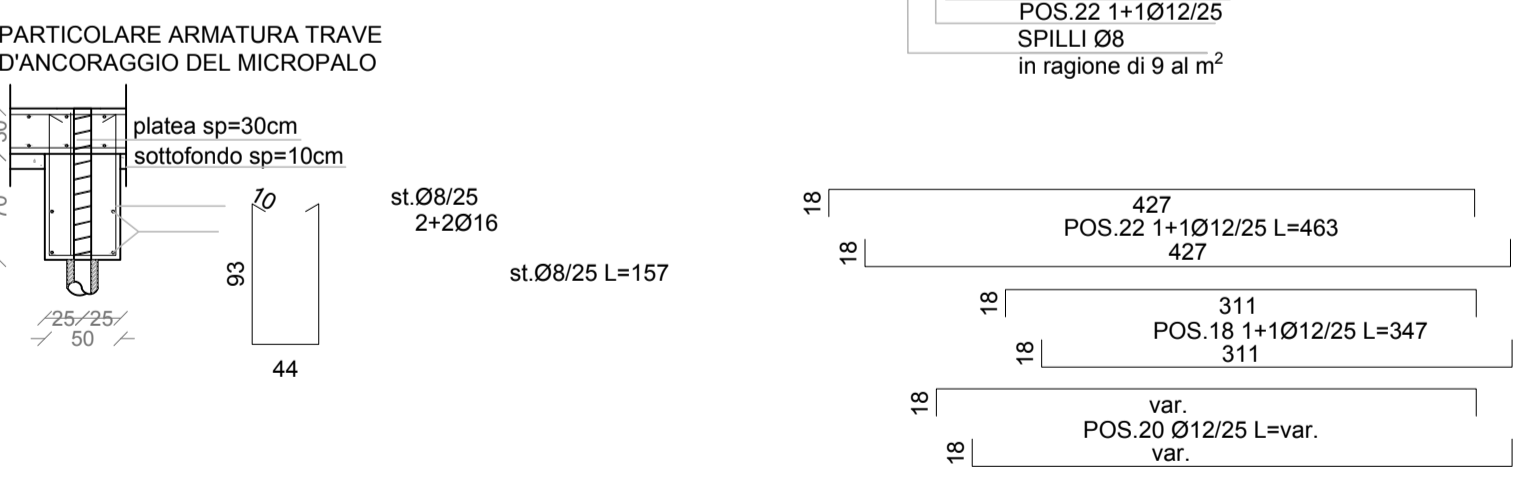 POS.22 1+1Ø12/25
SPILLI Ø8
in ragione di 9 al m²
PARTICOLARE ARMATURA TRAVE
D'ANCORAGGIO DEL MICROPALO
platea sp=30cm
sottofondo sp=10cm
10
93
44
25 25
50
st.Ø8/25
2+2Ø16
st.Ø8/25 L=157
18
427
POS.22 1+1Ø12/25 L=463
18
427
18
311
POS.18 1+1Ø12/25 L=347
18
311
18
var.
POS.20 Ø12/25 L=var.
18
var.